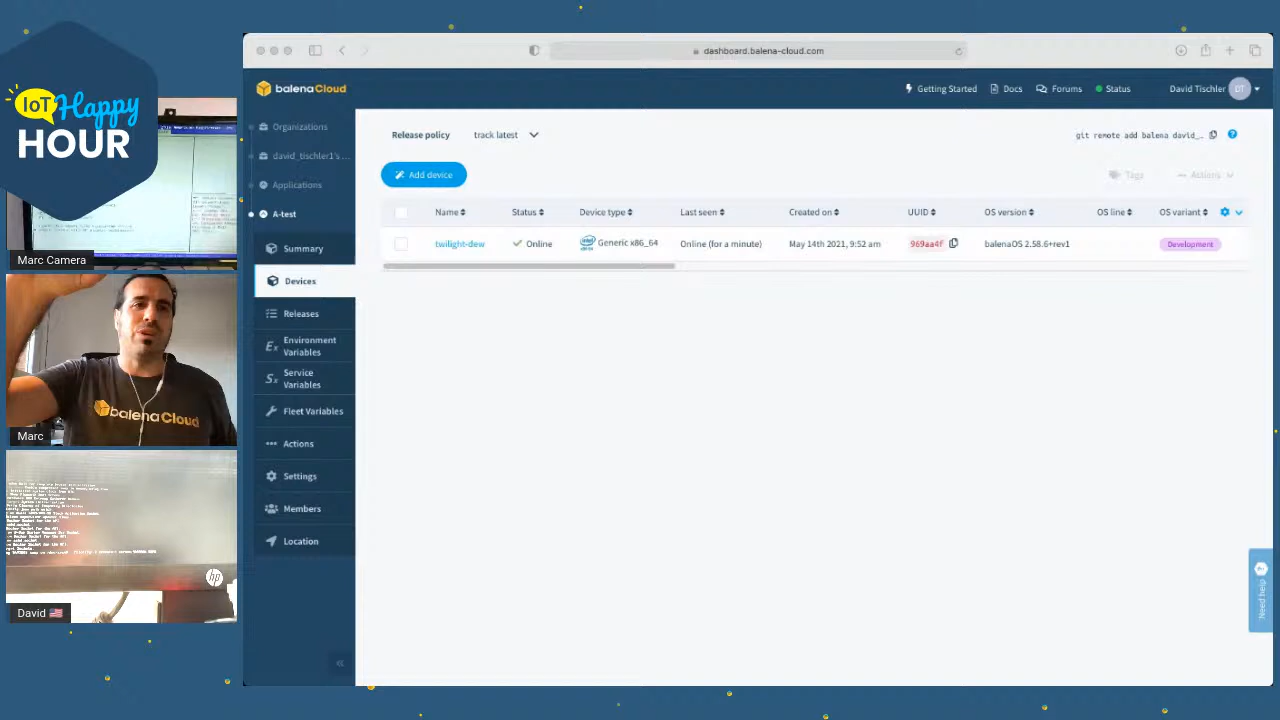 IoT Happy
HOUR
Marc Camera
balenaCloud
Marc
hp
David 🇺🇸
dashboard.balena-cloud.com
balenaCloud
Getting Started
Docs
Forums
Status
David Tischler
DT
Organizations
david_tischler1's ...
Applications
A-test
Summary
Devices
Releases
Environment
Variables
Service
Variables
Fleet Variables
Actions
Settings
Members
Location
Release policy
track latest
git remote add balena david_...
Add device
Tags
Actions
Name Status Device type Last seen Created on UUID OS version OS line OS variant
twilight-dew Online Generic x86_64 Online (for a minute) May 14th 2021, 9:52 am 969aa4f balenaOS 2.58.6+rev1 Development
Need help